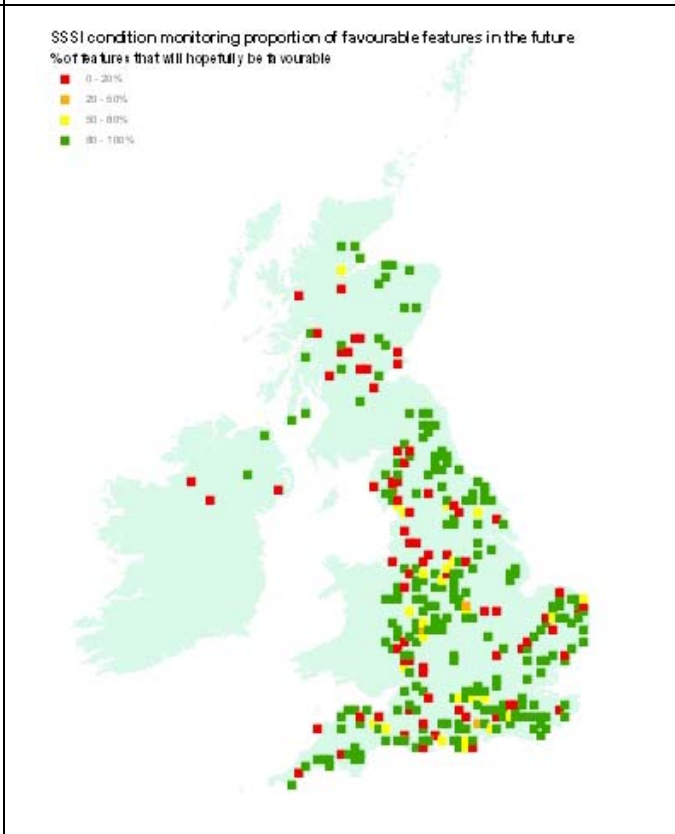 SSSI condition monitoring proportion of favourable features in the future
% of features that will hopefully be favourable
0 - 20%
20 - 50%
50 - 80%
80 - 100%